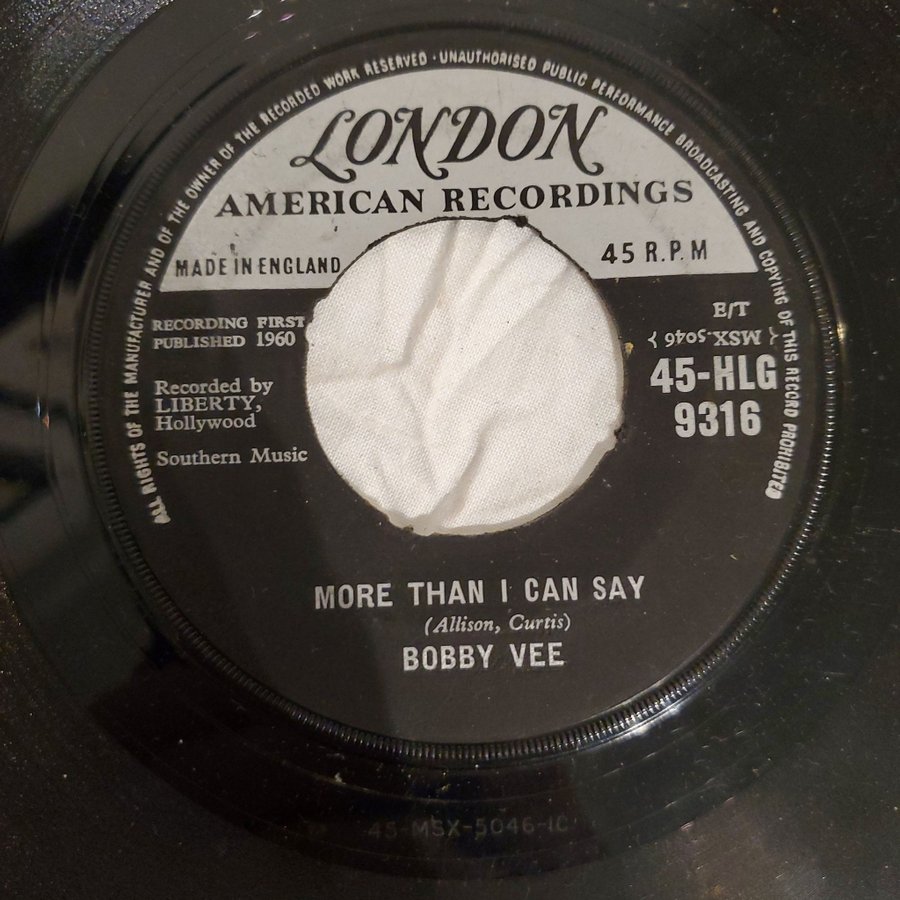 ALL RIGHTS OF THE MANUFACTURER AND OF THE OWNER OF THE RECORDED WORK RESERVED · UNAUTHORISED PUBLIC PERFORMANCE BROADCASTING AND COPYING OF THIS RECORD PROHIBITED
LONDON
AMERICAN RECORDINGS
MADE IN ENGLAND
45 R.P.M
RECORDING FIRST
PUBLISHED 1960
Recorded by
LIBERTY,
Hollywood
Southern Music
E/T
{ MSX.5046 }
45-HLG
9316
MORE THAN I CAN SAY
(Allison, Curtis)
BOBBY VEE
45-MSX-5046-1C